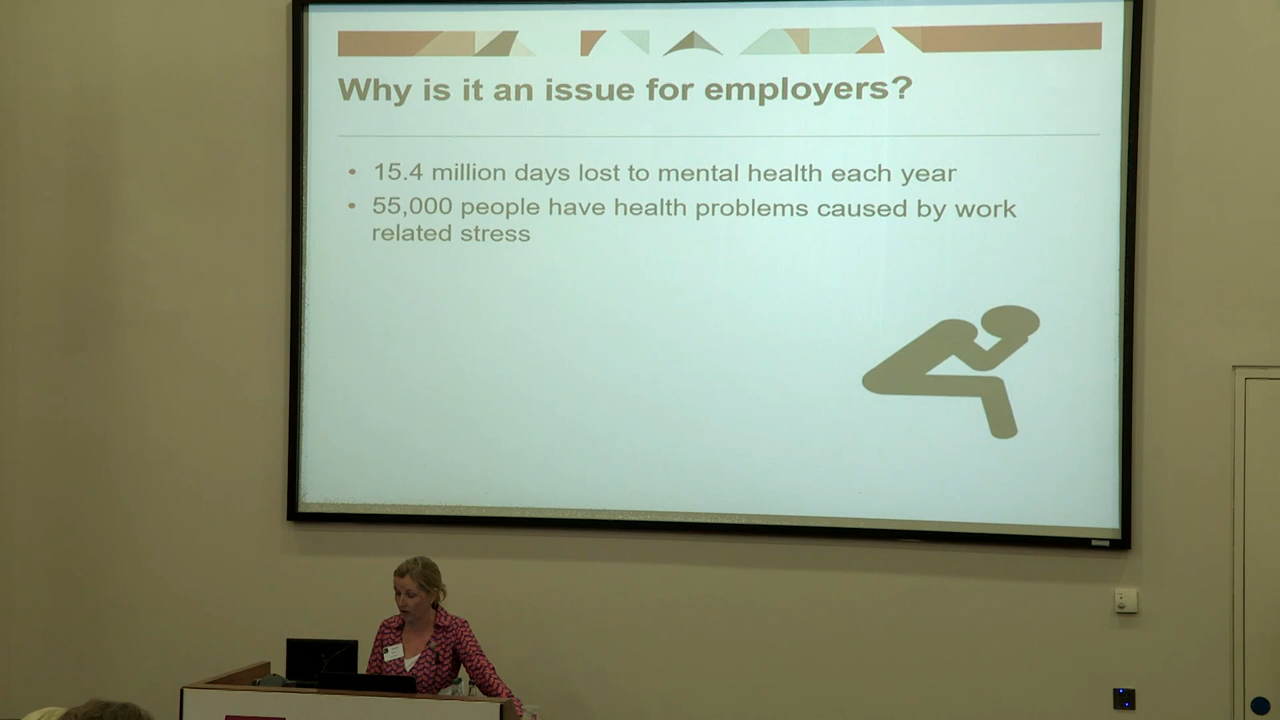 Why is it an issue for employers?
• 15.4 million days lost to mental health each year
• 55,000 people have health problems caused by work
related stress